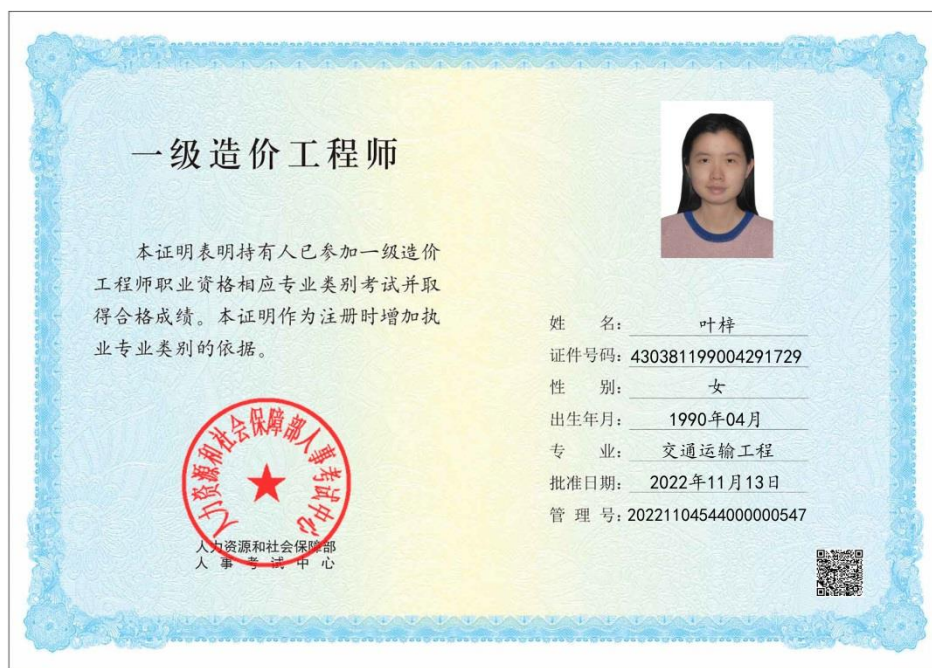 一级造价工程师
本证明表明持有人已参加一级造价
工程师职业资格相应专业类别考试并取
得合格成绩。本证明作为注册时增加执
业专业类别的依据。
人力资源和社会保障部人事考试中心
人力资源和社会保障部
人事考试中心
姓 名: 叶梓
证件号码: 430381199004291729
性 别: 女
出生年月: 1990年04月
专 业: 交通运输工程
批准日期: 2022年11月13日
管 理 号: 20221104544000000547